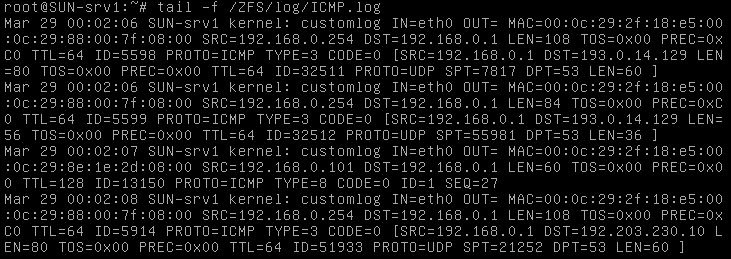 root@SUN-srv1:~# tail -f /ZFS/log/ICMP.log
Mar 29 00:02:06 SUN-srv1 kernel: customlog IN=eth0 OUT= MAC=00:0c:29:2f:18:e5:00
:0c:29:88:00:7f:08:00 SRC=192.168.0.254 DST=192.168.0.1 LEN=108 TOS=0x00 PREC=0x
C0 TTL=64 ID=5598 PROTO=ICMP TYPE=3 CODE=0 [SRC=192.168.0.1 DST=193.0.14.129 LEN
=80 TOS=0x00 PREC=0x00 TTL=64 ID=32511 PROTO=UDP SPT=7817 DPT=53 LEN=60 ]
Mar 29 00:02:06 SUN-srv1 kernel: customlog IN=eth0 OUT= MAC=00:0c:29:2f:18:e5:00
:0c:29:88:00:7f:08:00 SRC=192.168.0.254 DST=192.168.0.1 LEN=84 TOS=0x00 PREC=0xC
0 TTL=64 ID=5599 PROTO=ICMP TYPE=3 CODE=0 [SRC=192.168.0.1 DST=193.0.14.129 LEN=
56 TOS=0x00 PREC=0x00 TTL=64 ID=32512 PROTO=UDP SPT=55981 DPT=53 LEN=36 ]
Mar 29 00:02:07 SUN-srv1 kernel: customlog IN=eth0 OUT= MAC=00:0c:29:2f:18:e5:00
:0c:29:8e:1e:2d:08:00 SRC=192.168.0.101 DST=192.168.0.1 LEN=60 TOS=0x00 PREC=0x0
0 TTL=128 ID=13150 PROTO=ICMP TYPE=8 CODE=0 ID=1 SEQ=27
Mar 29 00:02:08 SUN-srv1 kernel: customlog IN=eth0 OUT= MAC=00:0c:29:2f:18:e5:00
:0c:29:88:00:7f:08:00 SRC=192.168.0.254 DST=192.168.0.1 LEN=108 TOS=0x00 PREC=0x
C0 TTL=64 ID=5914 PROTO=ICMP TYPE=3 CODE=0 [SRC=192.168.0.1 DST=192.203.230.10 L
EN=80 TOS=0x00 PREC=0x00 TTL=64 ID=51933 PROTO=UDP SPT=21252 DPT=53 LEN=60 ]